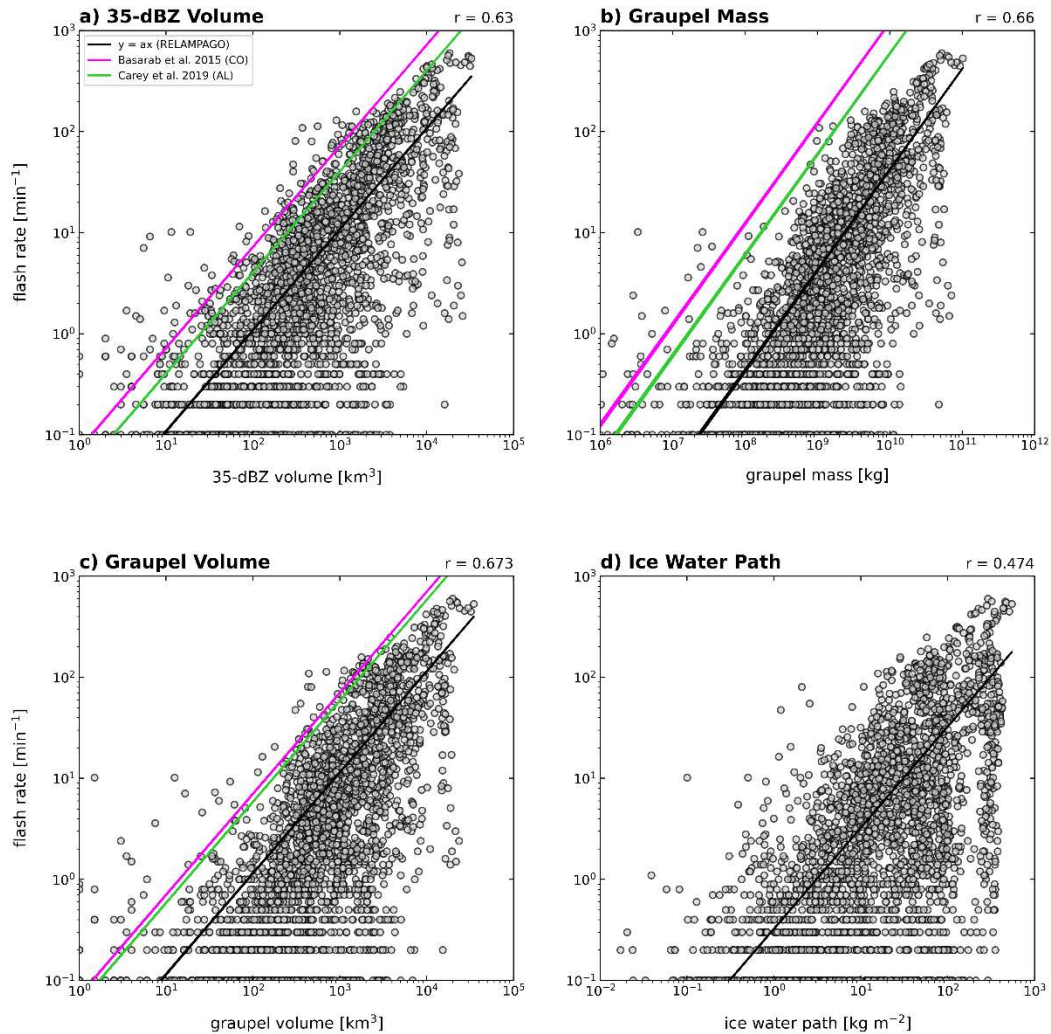 a) 35-dBZ Volume r = 0.63
y = ax (RELAMPAGO)
Basarab et al. 2015 (CO)
Carey et al. 2019 (AL)
flash rate [min⁻¹]
10³
10²
10¹
10⁰
10⁻¹
10⁰ 10¹ 10² 10³ 10⁴ 10⁵
35-dBZ volume [km³]
b) Graupel Mass r = 0.66
10³
10²
10¹
10⁰
10⁻¹
10⁶ 10⁷ 10⁸ 10⁹ 10¹⁰ 10¹¹ 10¹²
graupel mass [kg]
c) Graupel Volume r = 0.673
flash rate [min⁻¹]
10³
10²
10¹
10⁰
10⁻¹
10⁰ 10¹ 10² 10³ 10⁴ 10⁵
graupel volume [km³]
d) Ice Water Path r = 0.474
10³
10²
10¹
10⁰
10⁻¹
10⁻² 10⁻¹ 10⁰ 10¹ 10² 10³
ice water path [kg m⁻²]